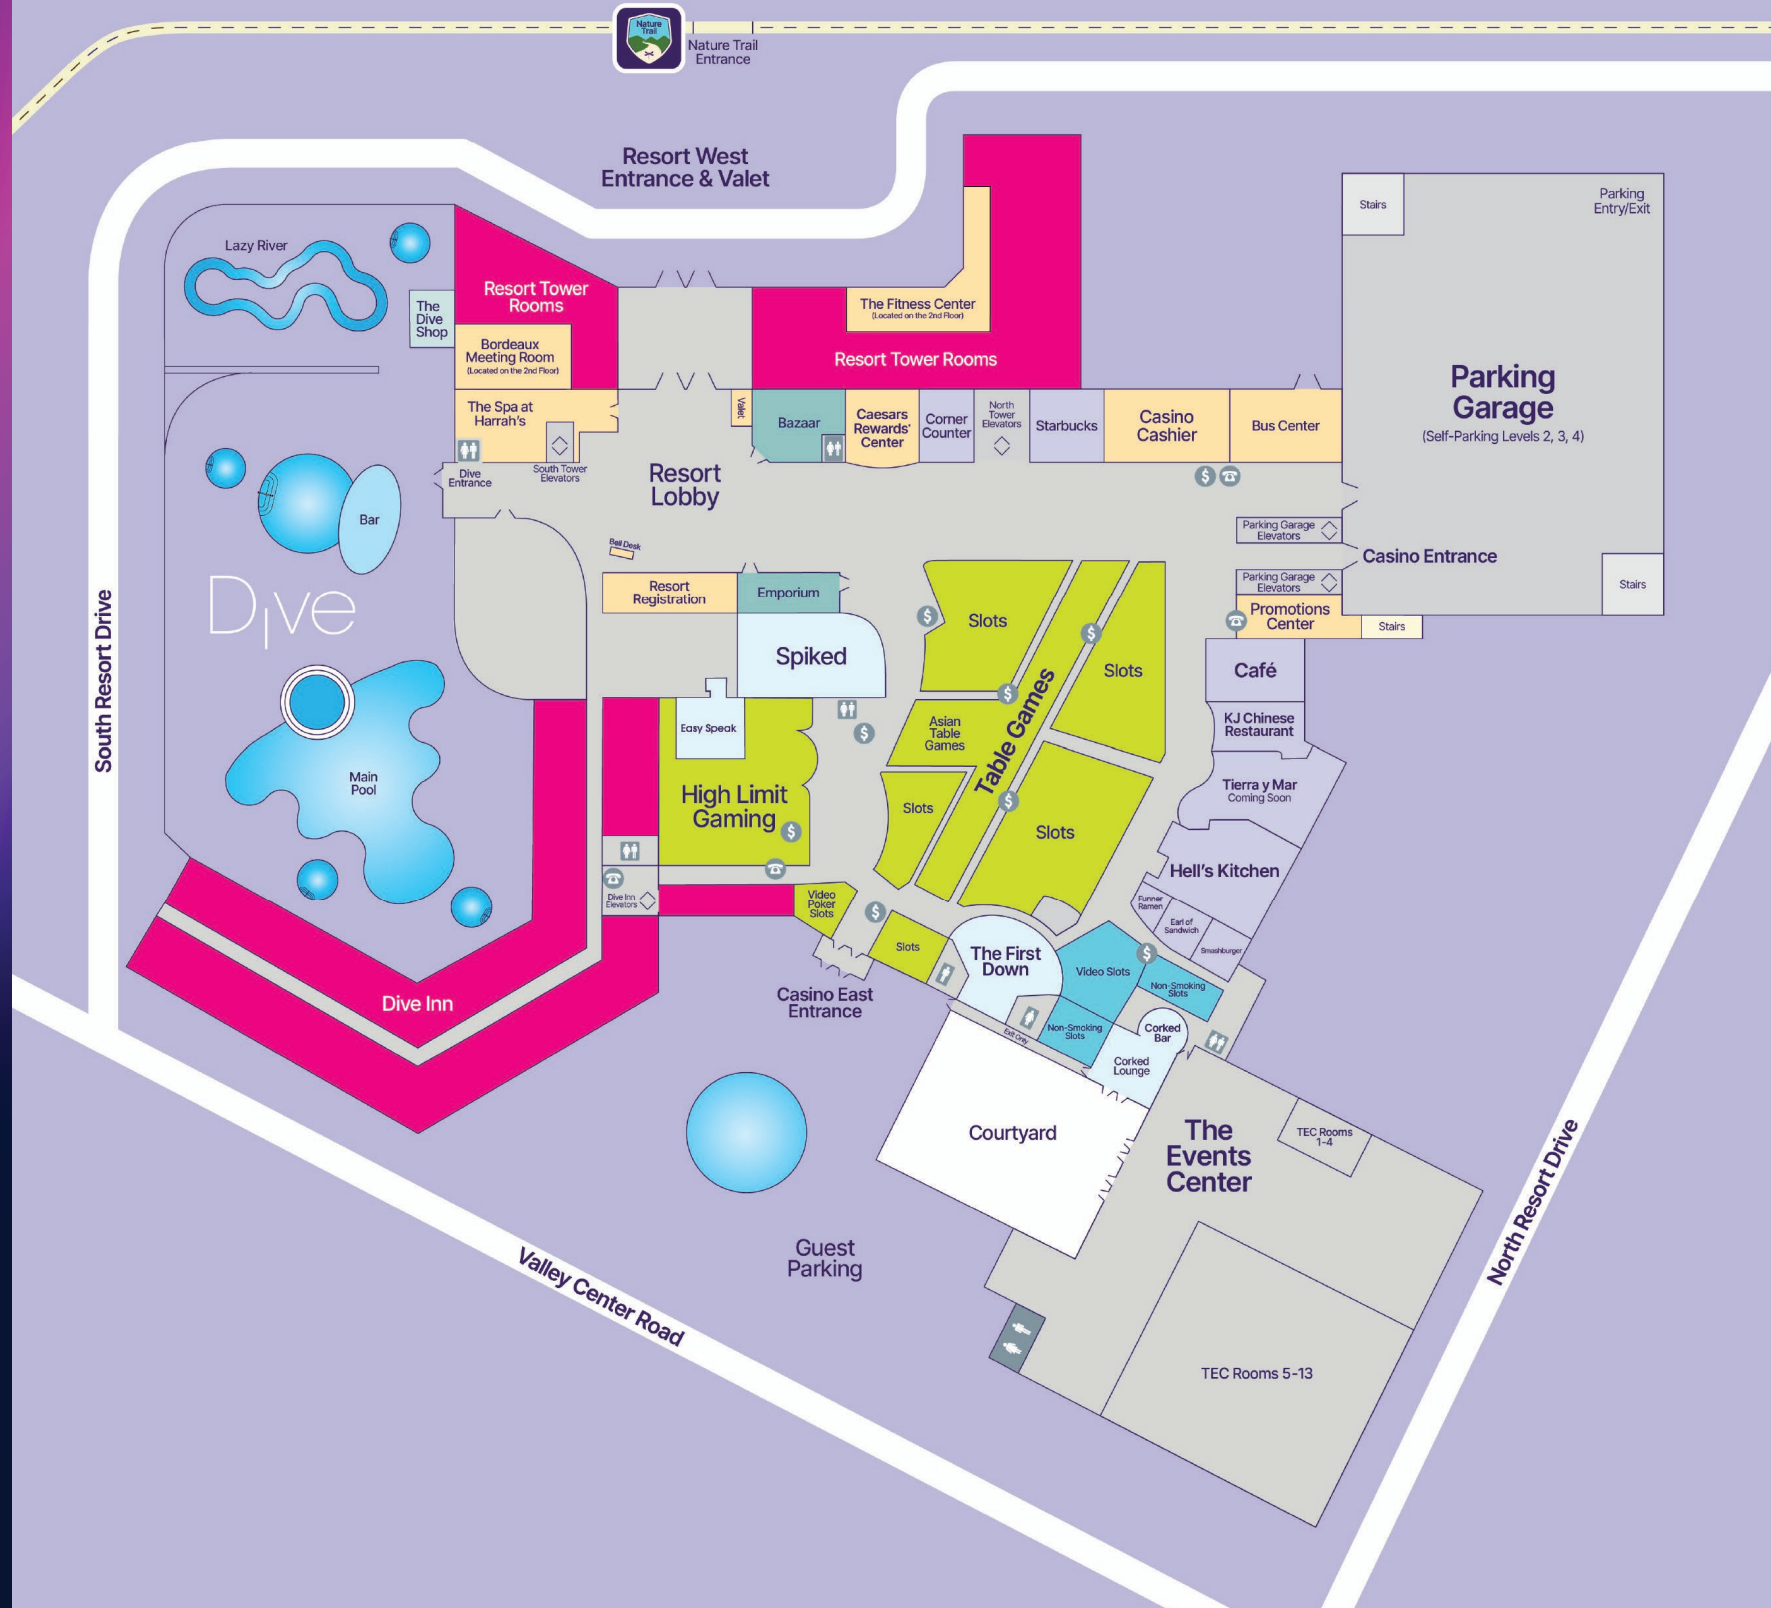 Nature
Trail
Nature Trail
Entrance
Resort West
Entrance & Valet
Stairs
Parking
Entry/Exit
Lazy River
The
Dive
Shop
Resort Tower
Rooms
Bordeaux
Meeting Room
(Located on the 2nd Floor)
The Fitness Center
(Located on the 2nd Floor)
Resort Tower Rooms
Parking
Garage
(Self-Parking Levels 2, 3, 4)
The Spa at
Harrah's
Valet
Bazaar
Caesars
Rewards'
Center
Corner
Counter
North
Tower
Elevators
Starbucks
Casino
Cashier
Bus Center
Dive
Entrance
South Tower
Elevators
Resort
Lobby
$
Bar
Parking Garage
Elevators
Casino Entrance
Bell Desk
Parking Garage
Elevators
Stairs
Dive
Resort
Registration
Emporium
Promotions
Center
Stairs
South Resort Drive
Spiked
$
Slots
$
Slots
Café
$
Table Games
Easy Speak
$
Asian
Table
Games
KJ Chinese
Restaurant
Main
Pool
High Limit
Gaming
$
Slots
$
Slots
Tierra y Mar
Coming Soon
Hell's Kitchen
Dive Inn
Elevators
Video
Poker
Slots
$
Funner
Ramen
Earl of
Sandwich
Smashburger
Slots
The First
Down
$
Video Slots
Non-Smoking
Slots
Dive Inn
Casino East
Entrance
Exit Only
Non-Smoking
Slots
Corked
Bar
Corked
Lounge
Courtyard
The
Events
Center
TEC Rooms
1-4
North Resort Drive
Guest
Parking
Valley Center Road
TEC Rooms 5-13